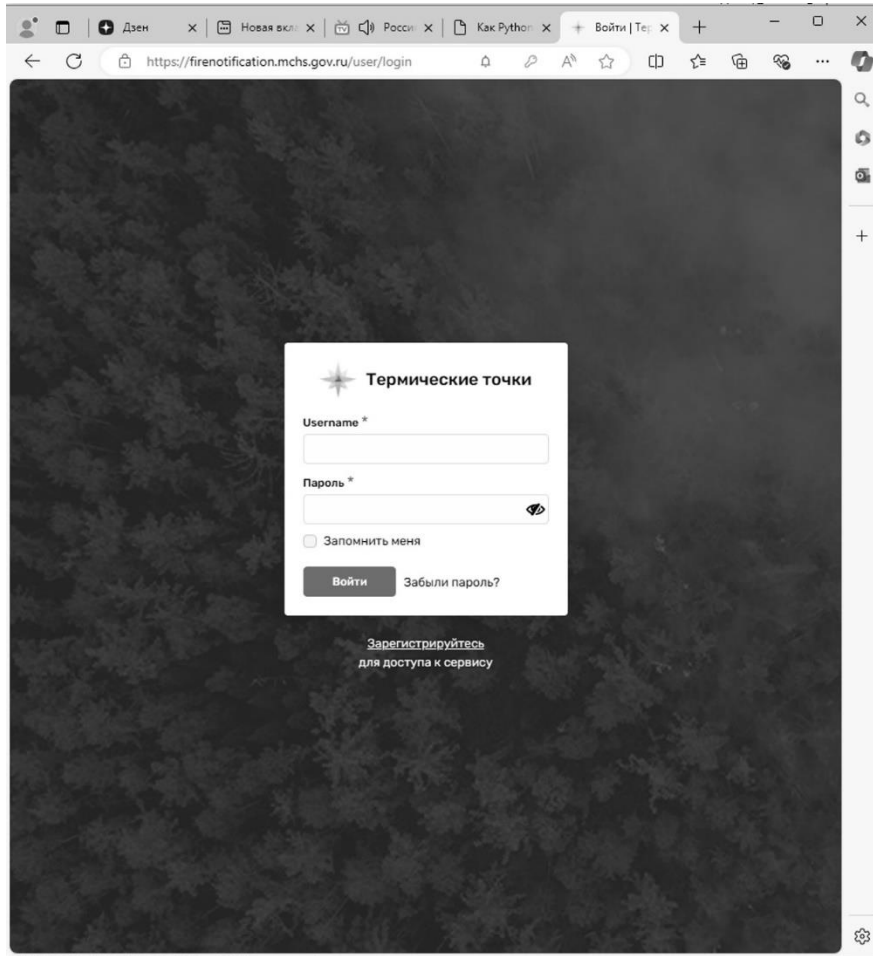 Дзен
Новая вкл
Росси
Как Python
Войти | Тер
https://firenotification.mchs.gov.ru/user/login
Термические точки
Username *
Пароль *
Запомнить меня
Войти
Забыли пароль?
Зарегистрируйтесь
для доступа к сервису